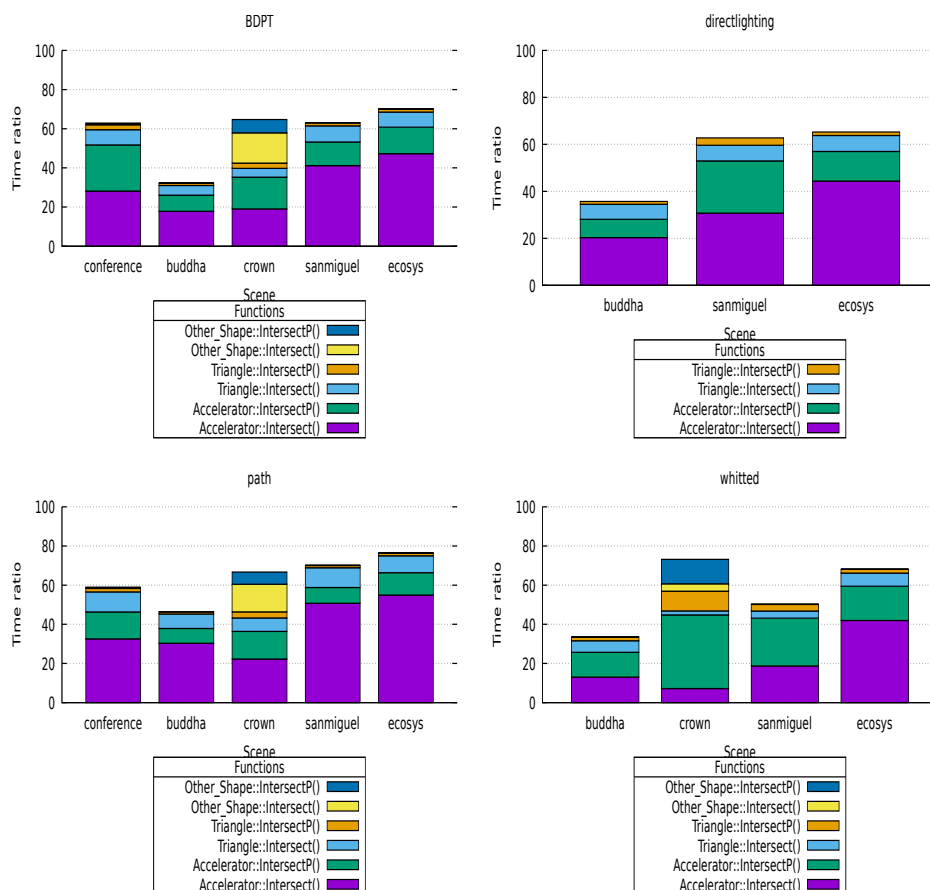 BDPT
100
80
60
40
20
0
Time ratio
conference buddha crown sanmiguel ecosys
Scene
Functions
Other_Shape::IntersectP()
Other_Shape::Intersect()
Triangle::IntersectP()
Triangle::Intersect()
Accelerator::IntersectP()
Accelerator::Intersect()
directlighting
100
80
60
40
20
0
Time ratio
buddha sanmiguel ecosys
Scene
Functions
Triangle::IntersectP()
Triangle::Intersect()
Accelerator::IntersectP()
Accelerator::Intersect()
path
100
80
60
40
20
0
Time ratio
conference buddha crown sanmiguel ecosys
Scene
Functions
Other_Shape::IntersectP()
Other_Shape::Intersect()
Triangle::IntersectP()
Triangle::Intersect()
Accelerator::IntersectP()
Accelerator::Intersect()
whitted
100
80
60
40
20
0
Time ratio
buddha crown sanmiguel ecosys
Scene
Functions
Other_Shape::IntersectP()
Other_Shape::Intersect()
Triangle::IntersectP()
Triangle::Intersect()
Accelerator::IntersectP()
Accelerator::Intersect()